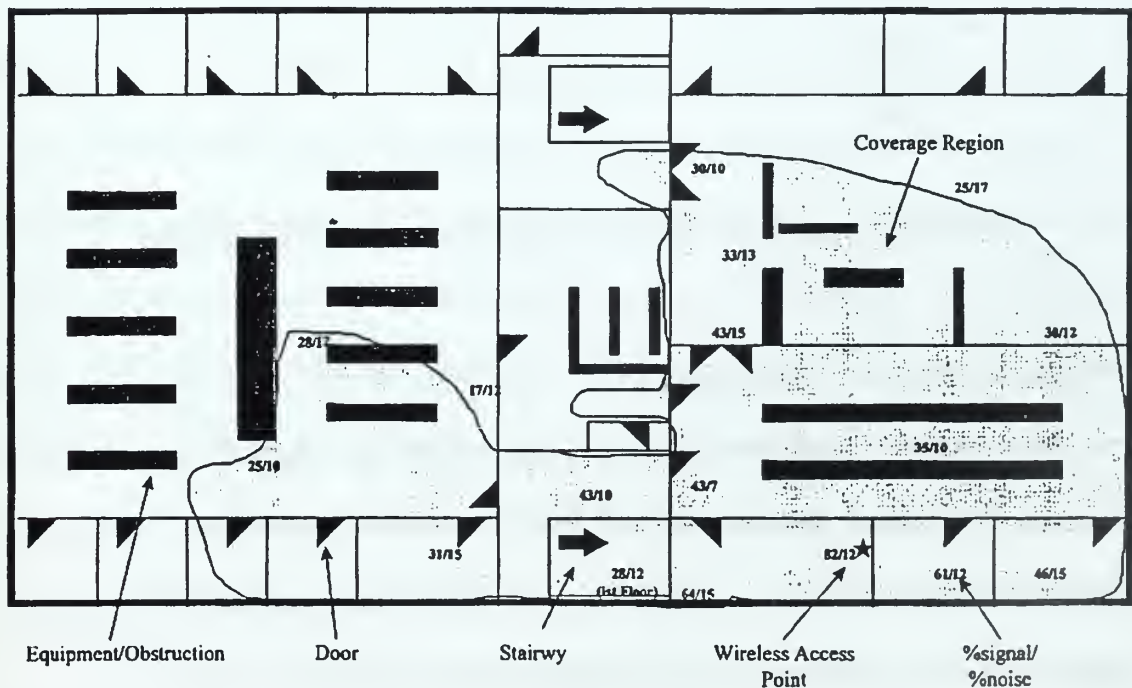 Coverage Region
30/10
25/17
33/13
28/12
43/15
30/12
17/12
25/10
43/10
43/7
35/10
31/15
28/12
(1st Floor)
64/15
82/12
61/12
46/15
Equipment/Obstruction
Door
Stairwy
Wireless Access
Point
%signal/
%noise